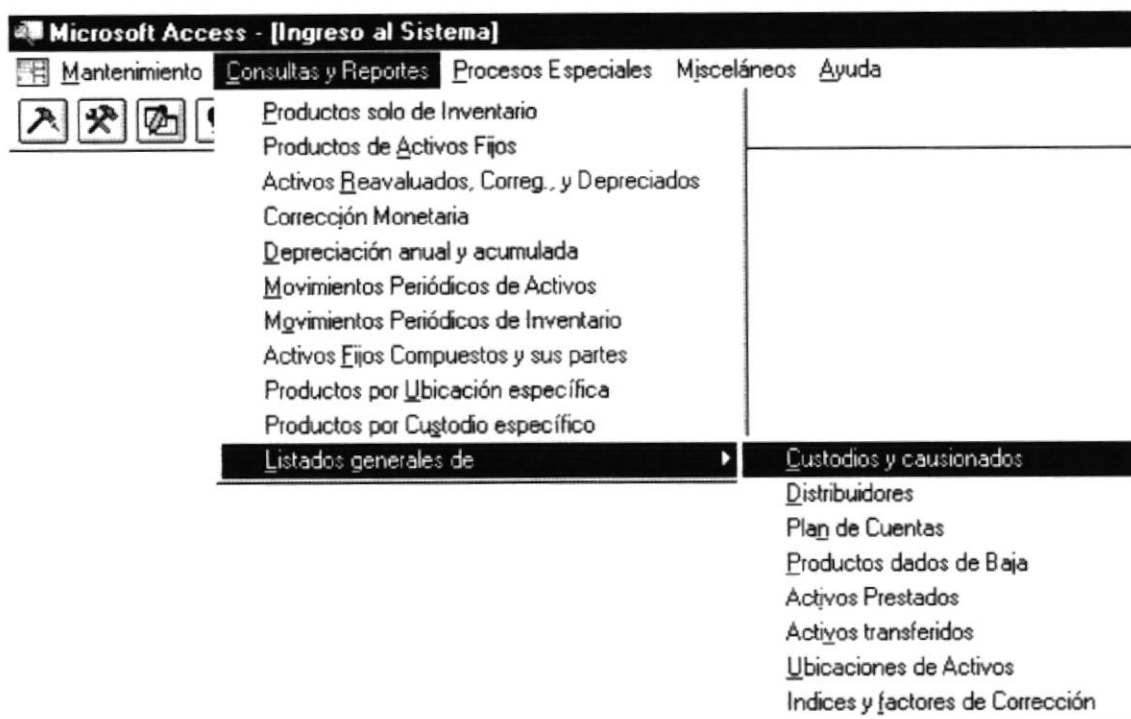 Microsoft Access - [Ingreso al Sistema]
Mantenimiento Consultas y Reportes Procesos Especiales Misceláneos Ayuda
Productos solo de Inventario
Productos de Activos Fijos
Activos Reavaluados, Correg., y Depreciados
Corrección Monetaria
Depreciación anual y acumulada
Movimientos Periódicos de Activos
Movimientos Periódicos de Inventario
Activos Fijos Compuestos y sus partes
Productos por Ubicación específica
Productos por Custodio específico
Listados generales de
Custodios y causionados
Distribuidores
Plan de Cuentas
Productos dados de Baja
Activos Prestados
Activos transferidos
Ubicaciones de Activos
Indices y factores de Corrección